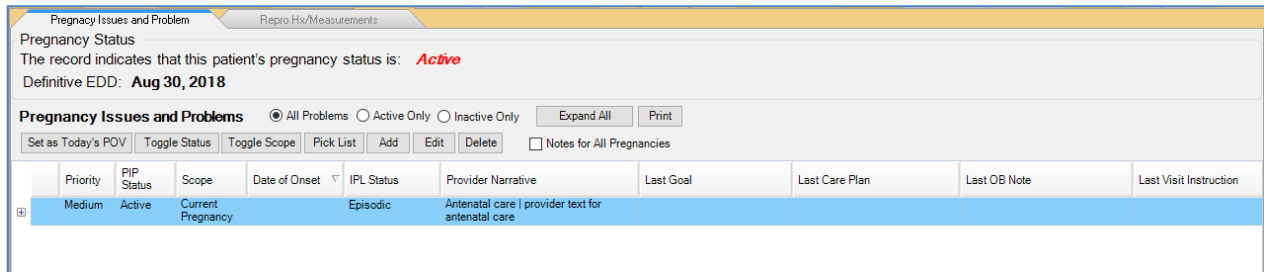 Pregnacy Issues and Problem Repro Hx/Measurements
Pregnancy Status
The record indicates that this patient's pregnancy status is: Active
Definitive EDD: Aug 30, 2018
Pregnancy Issues and Problems All Problems Active Only Inactive Only Expand All Print
Set as Today's POV Toggle Status Toggle Scope Pick List Add Edit Delete Notes for All Pregnancies
Priority PIP Status Scope Date of Onset IPL Status Provider Narrative Last Goal Last Care Plan Last OB Note Last Visit Instruction
Medium Active Current Pregnancy Episodic Antenatal care | provider text for antenatal care